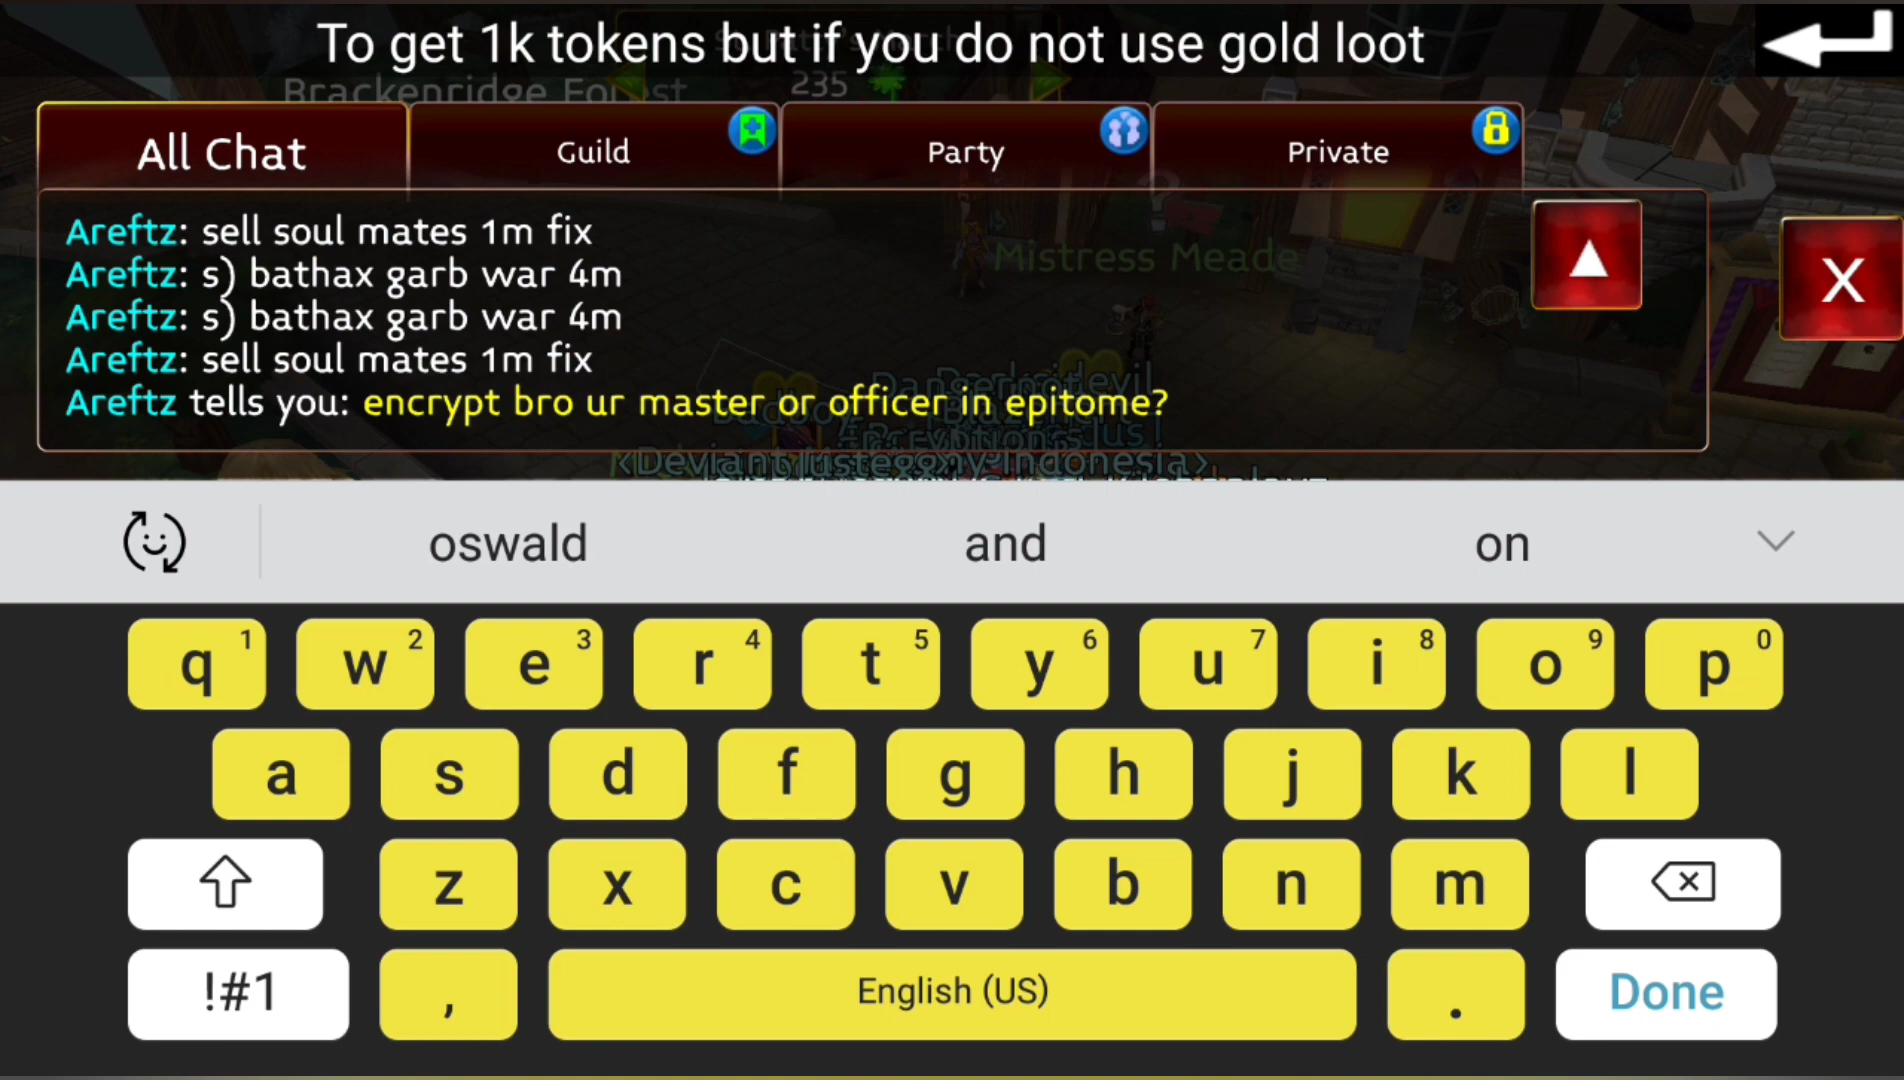 To get 1k tokens but if you do not use gold loot
Brackenridge Forest
235
All Chat
Guild
Party
Private
Areftz: sell soul mates 1m fix
Areftz: s) bathax garb war 4m
Areftz: s) bathax garb war 4m
Areftz: sell soul mates 1m fix
Areftz tells you: encrypt bro ur master or officer in epitome?
Mistress Meade
X
oswald and on
q 1 w 2 e 3 r 4 t 5 y 6 u 7 i 8 o 9 p 0
a s d f g h j k l
z x c v b n m
!#1 , English (US) . Done